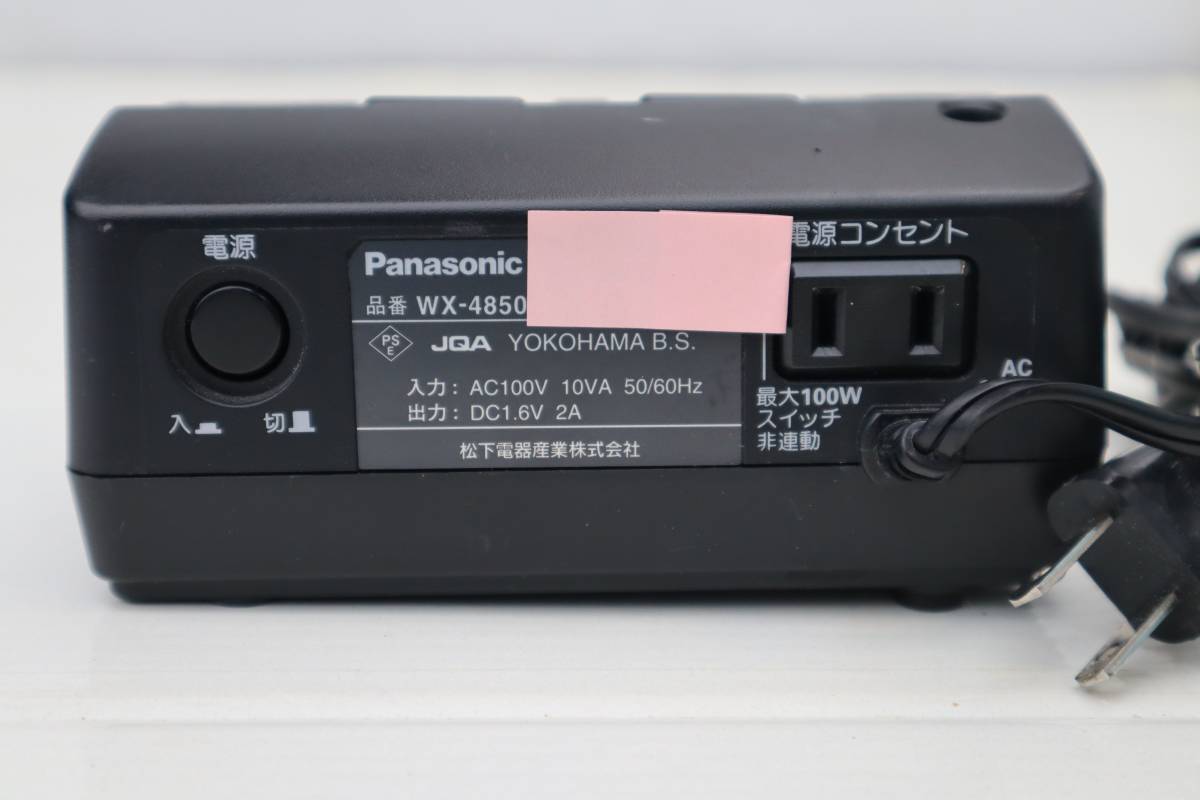 電源
入 切
Panasonic
品番 WX-4850
PS
E
JQA YOKOHAMA B.S.
入力: AC100V 10VA 50/60Hz
出力: DC1.6V 2A
松下電器産業株式会社
電源コンセント
最大100W
スイッチ
非連動
AC